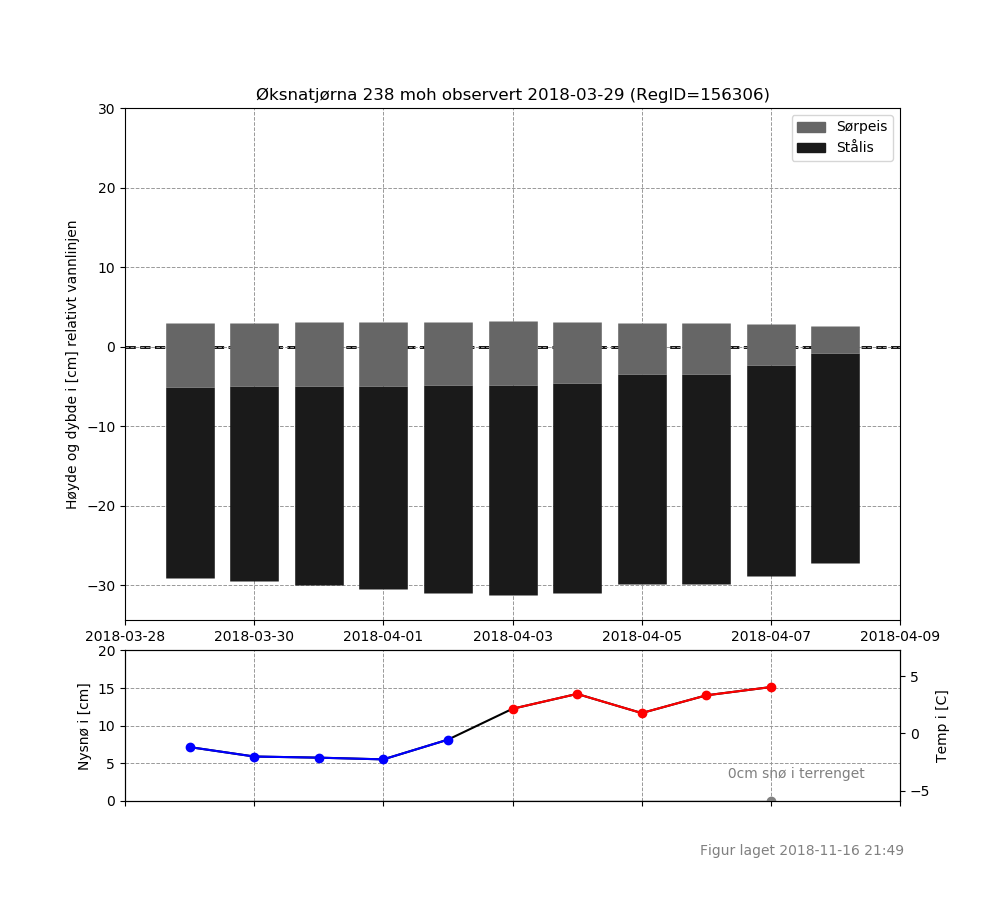 Øksnatjørna 238 moh observert 2018-03-29 (RegID=156306)
Sørpeis
Stålis
Høyde og dybde i [cm] relativt vannlinjen
30
20
10
0
−10
−20
−30
2018-03-28 2018-03-30 2018-04-01 2018-04-03 2018-04-05 2018-04-07 2018-04-09
Nysnø i [cm]
20
15
10
5
0
5
0
−5
Temp i [C]
0cm snø i terrenget
Figur laget 2018-11-16 21:49